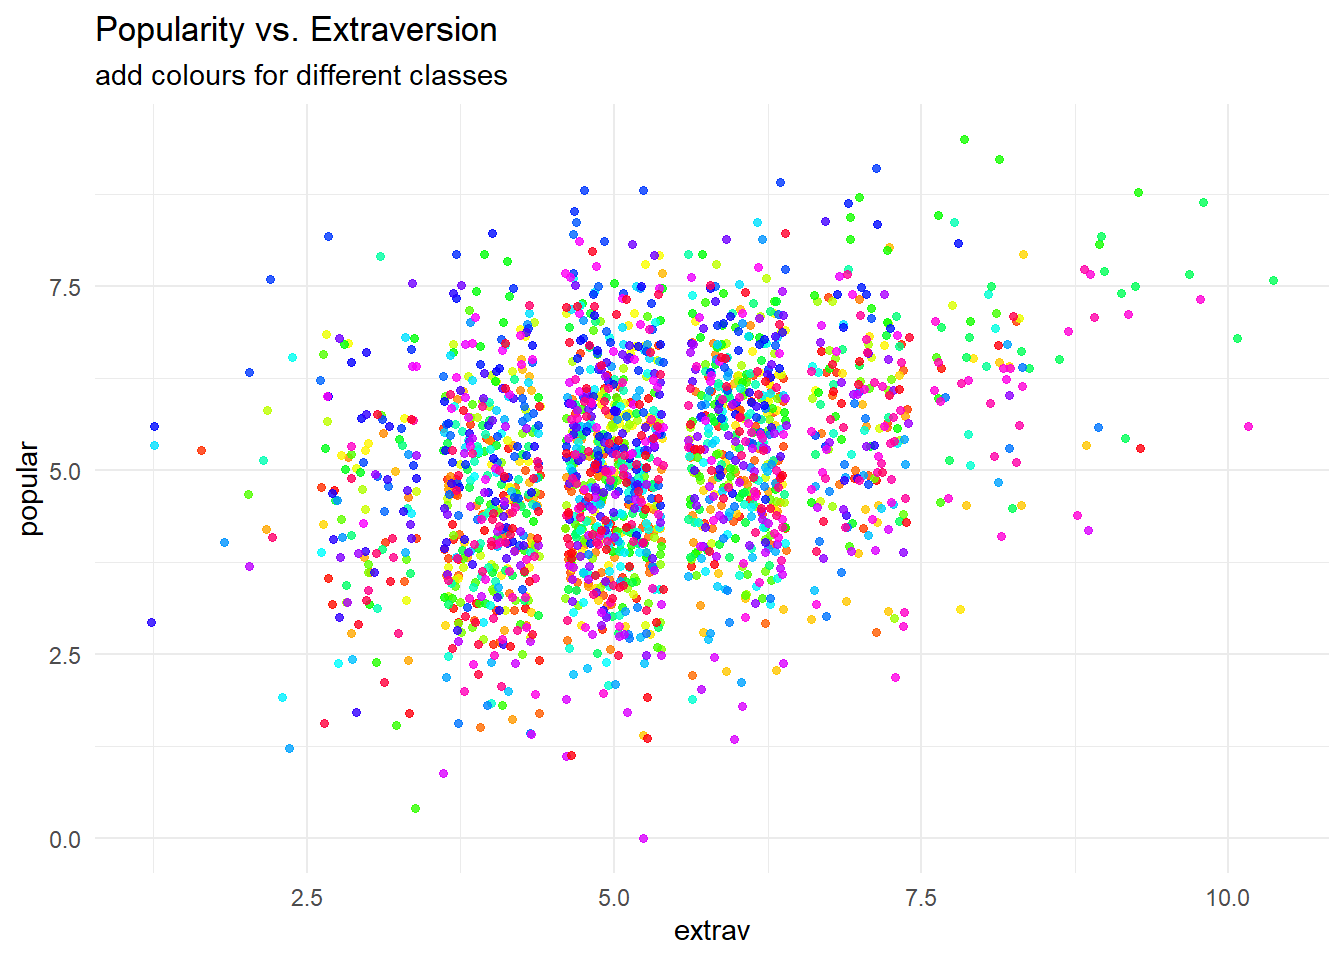 Popularity vs. Extraversion
add colours for different classes
7.5
5.0
2.5
0.0
popular
2.5 5.0 7.5 10.0
extrav